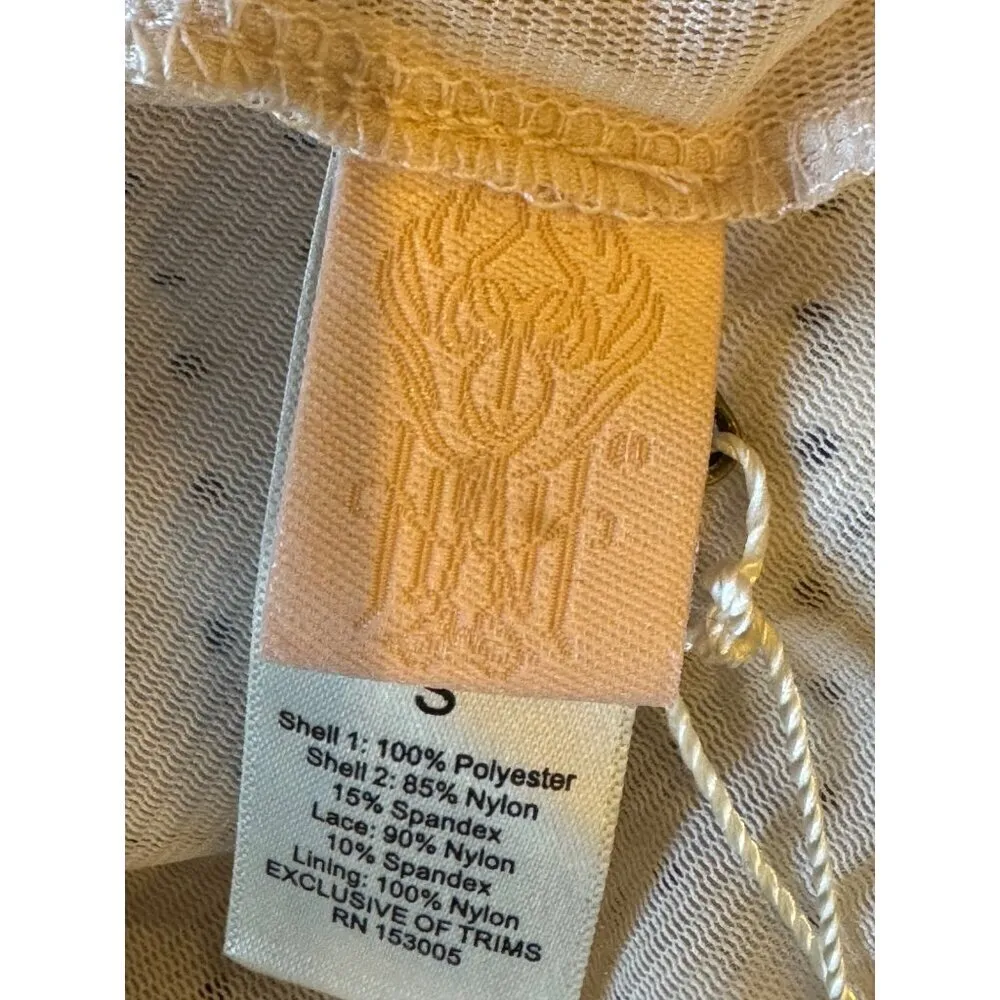 S
Shell 1: 100% Polyester
Shell 2: 85% Nylon
15% Spandex
Lace: 90% Nylon
10% Spandex
Lining: 100% Nylon
EXCLUSIVE OF TRIMS
RN 153005